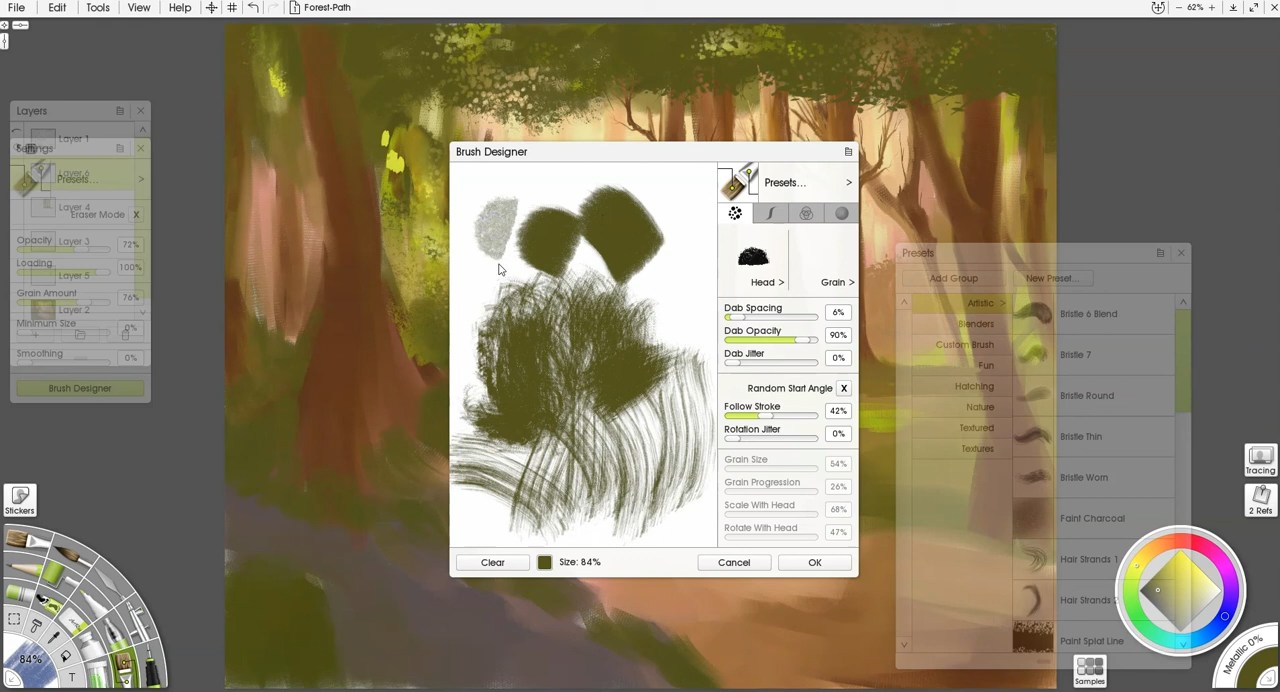 File Edit Tools View Help Forest-Path 62%
Layers
Layer 1
Settings
Layer 6
Presets...
Layer 4
Eraser Mode X
Opacity 72%
Layer 3
Loading 100%
Layer 5
Grain Amount 76%
Layer 2
Minimum Size 0%
Smoothing 0%
Brush Designer
Stickers
84%
T
Brush Designer
Presets... >
Head > Grain >
Dab Spacing 6%
Dab Opacity 90%
Dab Jitter 0%
Random Start Angle X
Follow Stroke 42%
Rotation Jitter 0%
Grain Size 54%
Grain Progression 26%
Scale With Head 68%
Rotate With Head 47%
Clear Size: 84% Cancel OK
Presets
Add Group New Preset...
Artistic >
Blenders
Custom Brush
Fun
Hatching
Nature
Textured
Textures
Bristle 6 Blend
Bristle 7
Bristle Round
Bristle Thin
Bristle Worn
Faint Charcoal
Hair Strands 1
Hair Strands 2
Paint Splat Line
Tracing
2 Refs
Samples
Metallic 0%